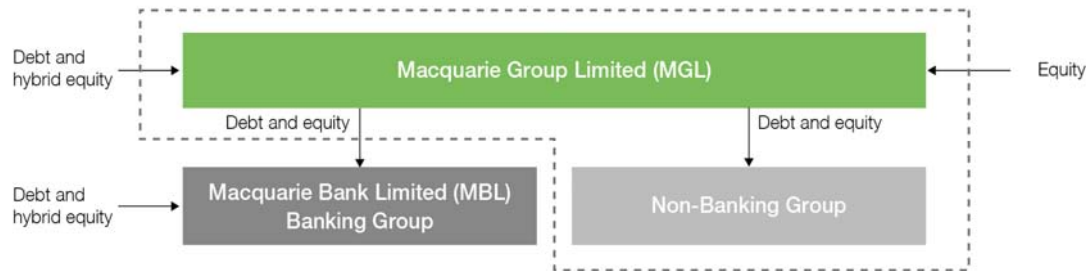 Debt and
hybrid equity
Macquarie Group Limited (MGL)
Equity
Debt and equity
Debt and equity
Debt and
hybrid equity
Macquarie Bank Limited (MBL)
Banking Group
Non-Banking Group